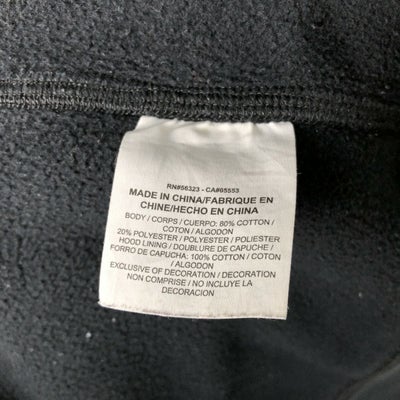 RN#56323 - CA#05553
MADE IN CHINA/FABRIQUE EN
CHINE/HECHO EN CHINA
BODY / CORPS / CUERPO: 80% COTTON /
COTON / ALGODON
20% POLYESTER / POLYESTER / POLIESTER
HOOD LINING / DOUBLURE DE CAPUCHE /
FORRO DE CAPUCHA: 100% COTTON / COTON
/ ALGODON
EXCLUSIVE OF DECORATION / DECORATION
NON COMPRISE / NO INCLUYE LA
DECORACION